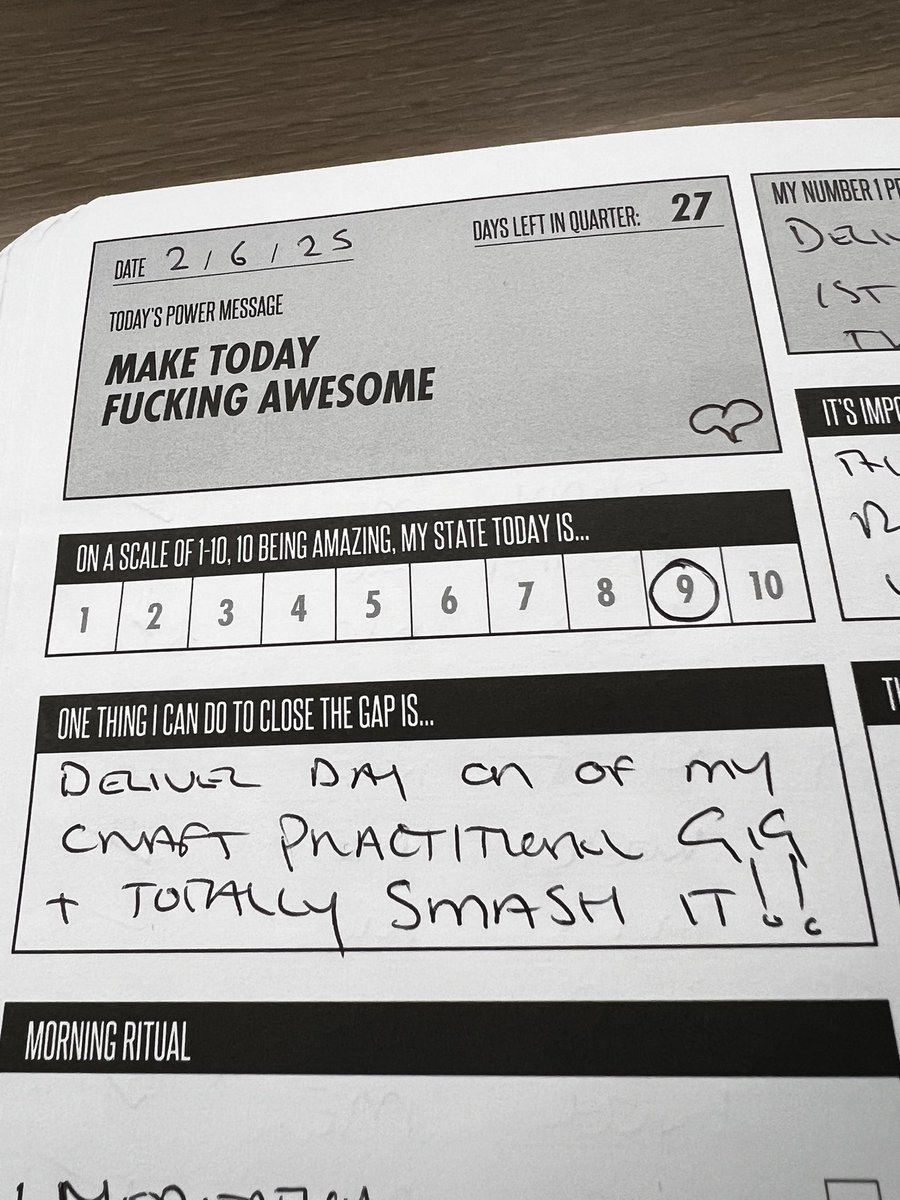 DATE 2/6/25
DAYS LEFT IN QUARTER: 27
TODAY'S POWER MESSAGE
MAKE TODAY
FUCKING AWESOME
ON A SCALE OF 1-10, 10 BEING AMAZING, MY STATE TODAY IS...
1 2 3 4 5 6 7 8 9 10
ONE THING I CAN DO TO CLOSE THE GAP IS...
DELIVER DAY ON OF MY
CRAFT PRACTITIONER GIG
+ TOTALLY SMASH IT!!
MORNING RITUAL
MY NUMBER 1
1ST
IT'S